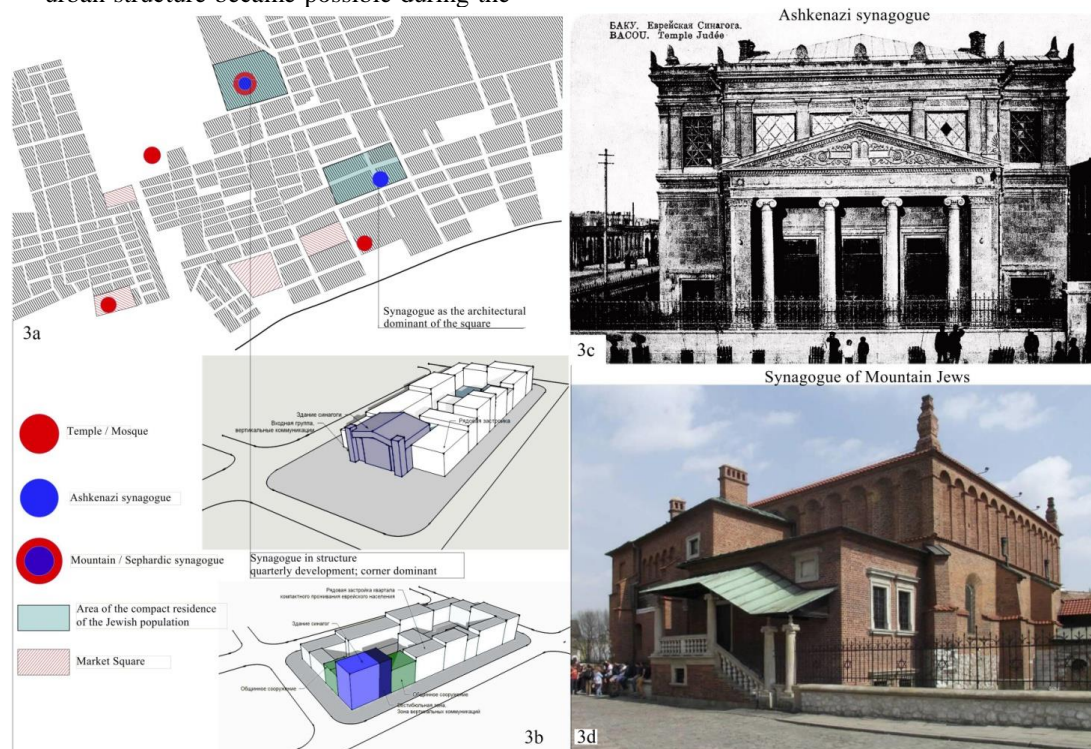 urban structure became possible during the
Ashkenazi synagogue
БАКУ. Еврейская Синагога.
BACOU. Temple Judée
3a
Synagogue as the architectural
dominant of the square
3c
Synagogue of Mountain Jews
Temple / Mosque
Ashkenazi synagogue
Mountain / Sephardic synagogue
Area of the compact residence
of the Jewish population
Market Square
Здание синагоги
Входная группа,
вертикальные коммуникации
Рядовая застройка
Synagogue in structure
quarterly development; corner dominant
Рядовая застройка квартала
компактного проживания еврейского населения
Здание синагог
Общинное сооружение
Общинное сооружение
Вестибольная зона.
Зона вертикальных коммуникаций
3b
3d